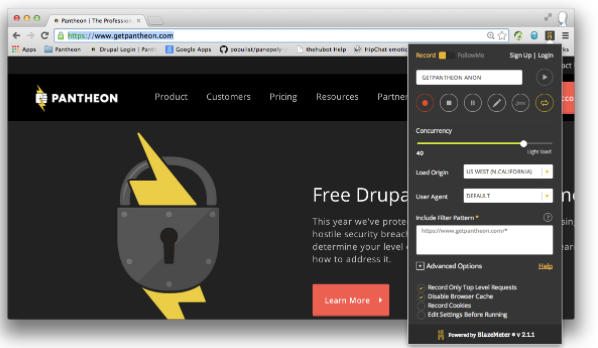 Pantheon | The Profession
https://www.getpantheon.com
Apps
Pantheon
Drupal Login | Panth
Google Apps
populist/panopoly
thehubot Help
HipChat emotic
PANTHEON
Product
Customers
Pricing
Resources
Partner
Free Drupa
This year we've prote
hostile security breach
determine your level
how to address it.
Learn More
Record
FollowMe
Sign Up | Login
GETPANTHEON ANON
Concurrency
40
Light load
Load Origin
US WEST (N.CALIFORNIA)
User Agent
DEFAULT
Include Filter Pattern *
https://www.getpantheon.com/*
Advanced Options
Help
Record Only Top Level Requests
Disable Browser Cache
Record Cookies
Edit Settings Before Running
Powered by BlazeMeter ® v 2.1.1